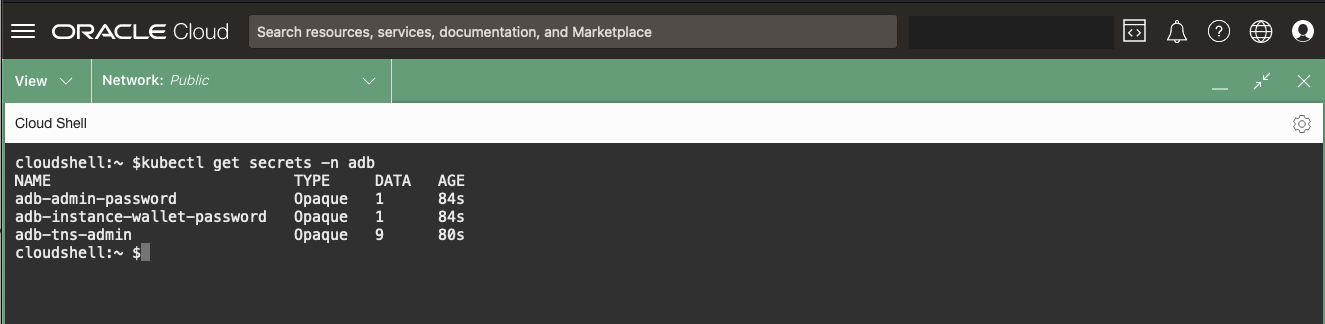 ORACLE Cloud
Search resources, services, documentation, and Marketplace
View
Network: Public
Cloud Shell
cloudshell:~ $kubectl get secrets -n adb
NAME TYPE DATA AGE
adb-admin-password Opaque 1 84s
adb-instance-wallet-password Opaque 1 84s
adb-tns-admin Opaque 9 80s
cloudshell:~ $